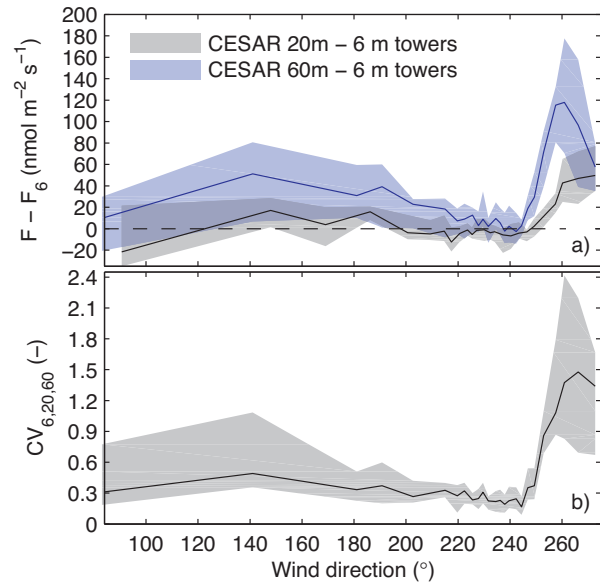 200
180
160
140
120
100
80
60
40
20
0
−20
F − F6 (nmol m−2 s−1)
CESAR 20m − 6 m towers
CESAR 60m − 6 m towers
a)
2.4
2.1
1.8
1.5
1.2
0.9
0.6
0.3
0
CV6,20,60 (−)
b)
100 120 140 160 180 200 220 240 260
Wind direction (°)